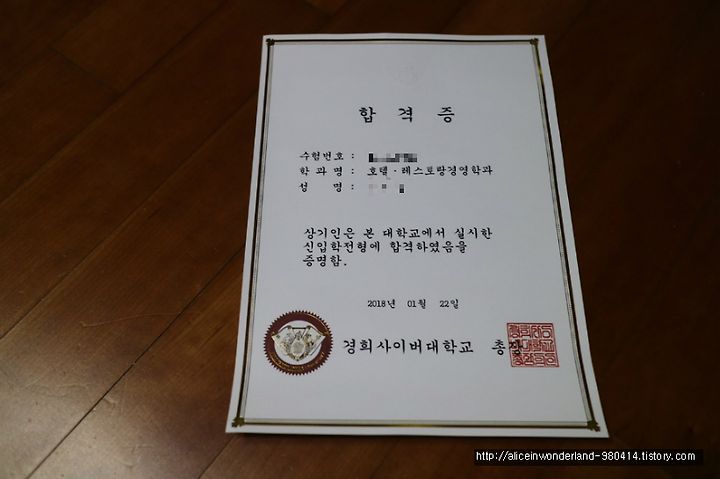 합 격 증
수험번호 :
학 과 명 : 호텔·레스토랑경영학과
성 명 :
상기인은 본 대학교에서 실시한
신입학전형에 합격하였음을
증명함.
2018년 01월 22일
경희사이버대학교 총장
http://aliceinwonderland-980414.tistory.com